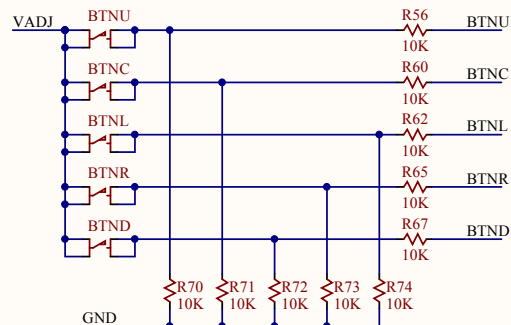 VADJ
BTNU
R56
BTNU
10K
BTNC
R60
BTNC
10K
BTNL
R62
BTNL
10K
BTNR
R65
BTNR
10K
BTND
R67
BTND
10K
R70 R71 R72 R73 R74
10K 10K 10K 10K 10K
GND